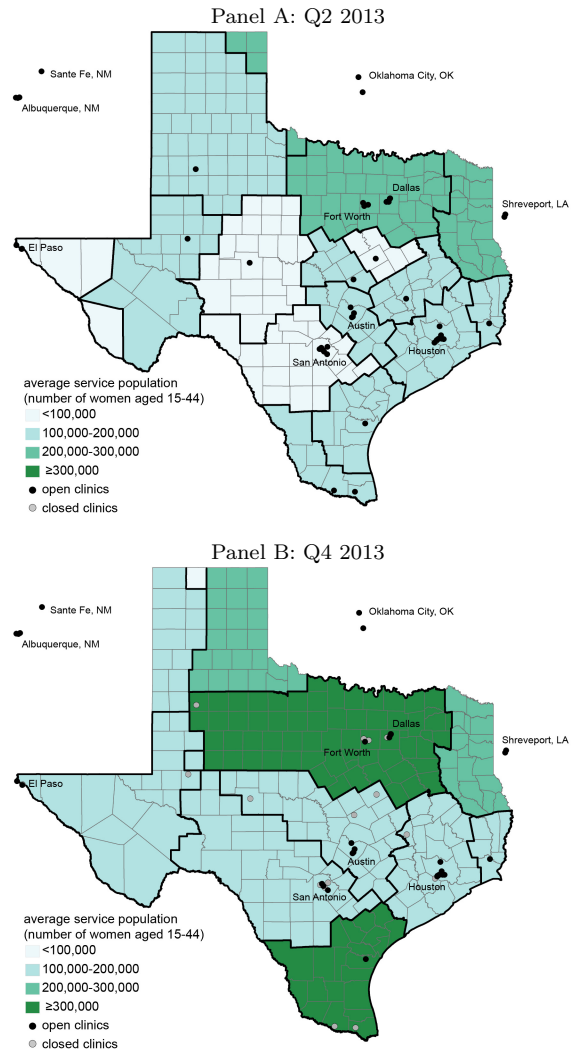 Panel A: Q2 2013
Sante Fe, NM
Oklahoma City, OK
Albuquerque, NM
Dallas
Shreveport, LA
Fort Worth
El Paso
Austin
Houston
San Antonio
average service population
(number of women aged 15-44)
<100,000
100,000-200,000
200,000-300,000
≥300,000
open clinics
closed clinics
Panel B: Q4 2013
Sante Fe, NM
Oklahoma City, OK
Albuquerque, NM
Dallas
Shreveport, LA
Fort Worth
El Paso
Austin
Houston
San Antonio
average service population
(number of women aged 15-44)
<100,000
100,000-200,000
200,000-300,000
≥300,000
open clinics
closed clinics